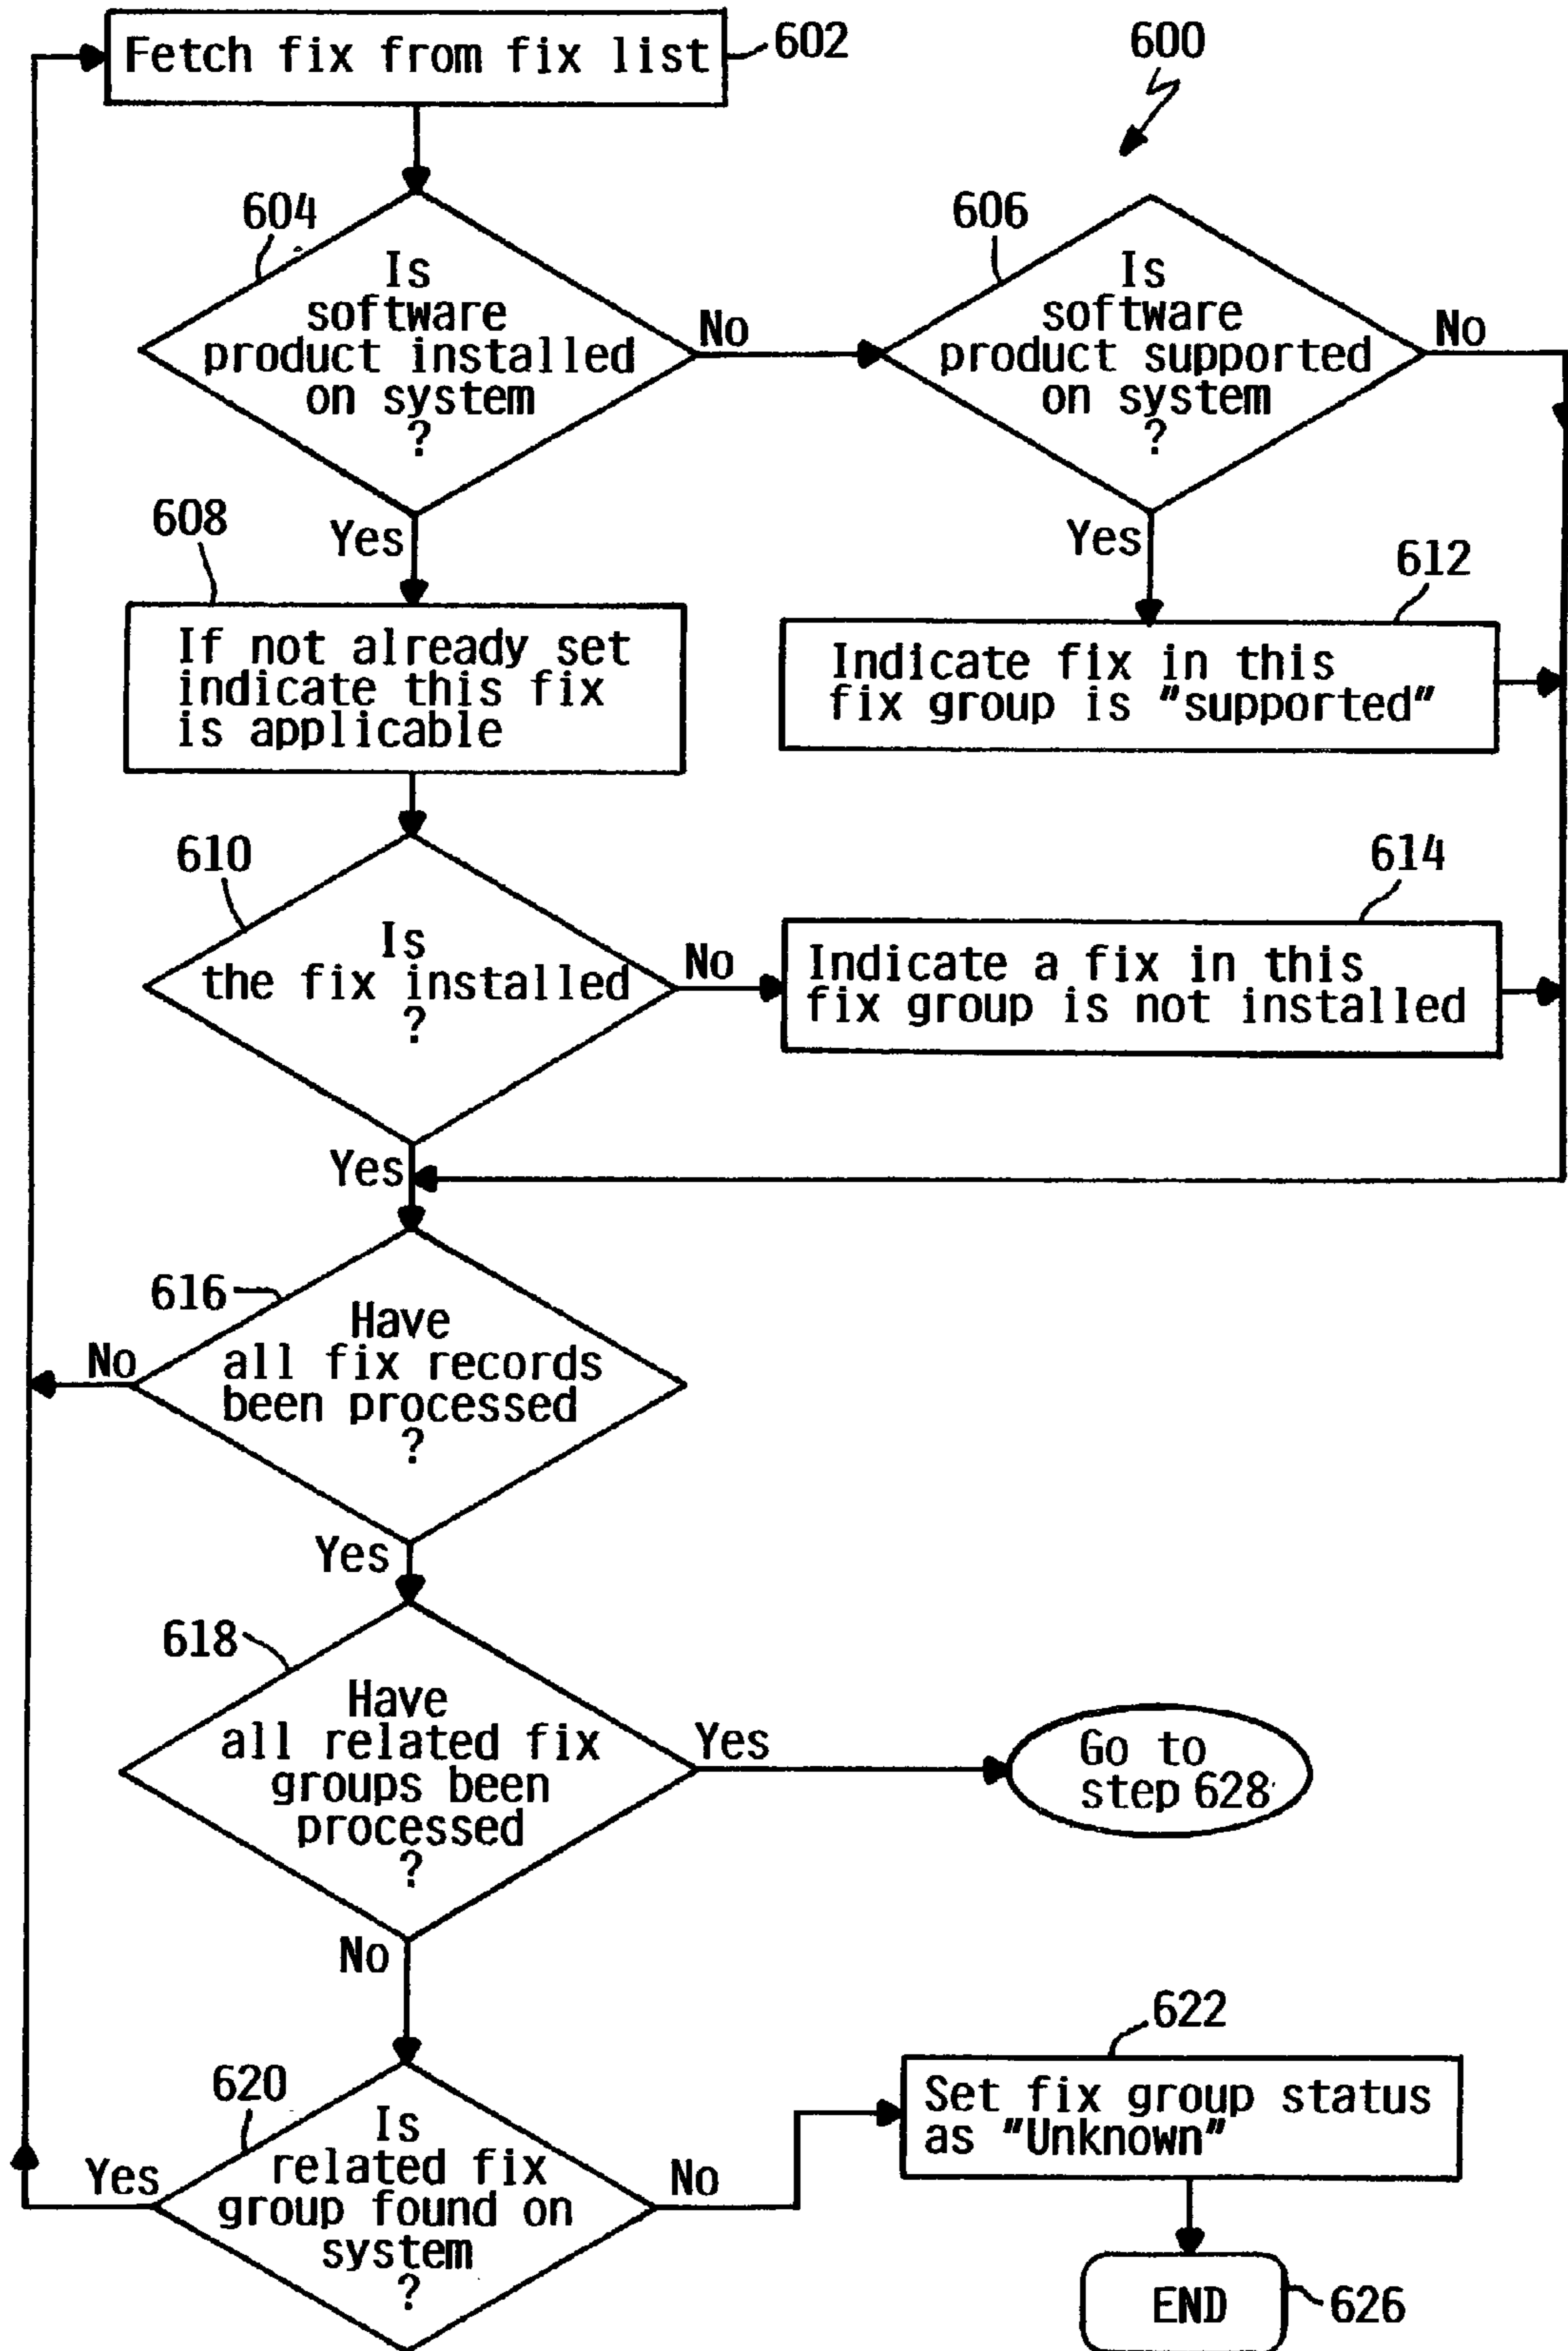 Fetch fix from fix list
602
600
604
Is
software
product installed
on system
?
No
606
Is
software
product supported
on system
?
No
608
Yes
If not already set
indicate this fix
is applicable
Yes
612
Indicate fix in this
fix group is "supported"
610
Is
the fix installed
?
No
614
Indicate a fix in this
fix group is not installed
Yes
616
Have
all fix records
been processed
?
No
Yes
618
Have
all related fix
groups been
processed
?
Yes
Go to
step 628
No
620
Is
related fix
group found on
system
?
Yes
No
622
Set fix group status
as "Unknown"
END
626